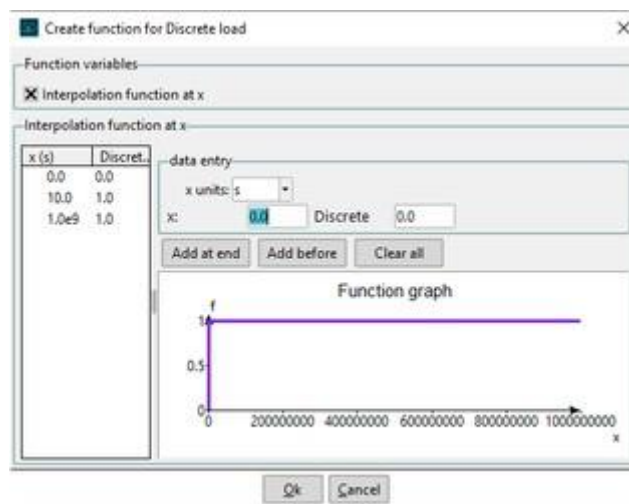 Create function for Discrete load
Function variables
Interpolation function at x
Interpolation function at x
x (s) Discret..
0.0 0.0
10.0 1.0
1.0e9 1.0
data entry
x units: s
x: 0.0 Discrete 0.0
Add at end Add before Clear all
Function graph
f
1
0.5
0
0 200000000 400000000 600000000 800000000 1000000000
x
Ok Cancel